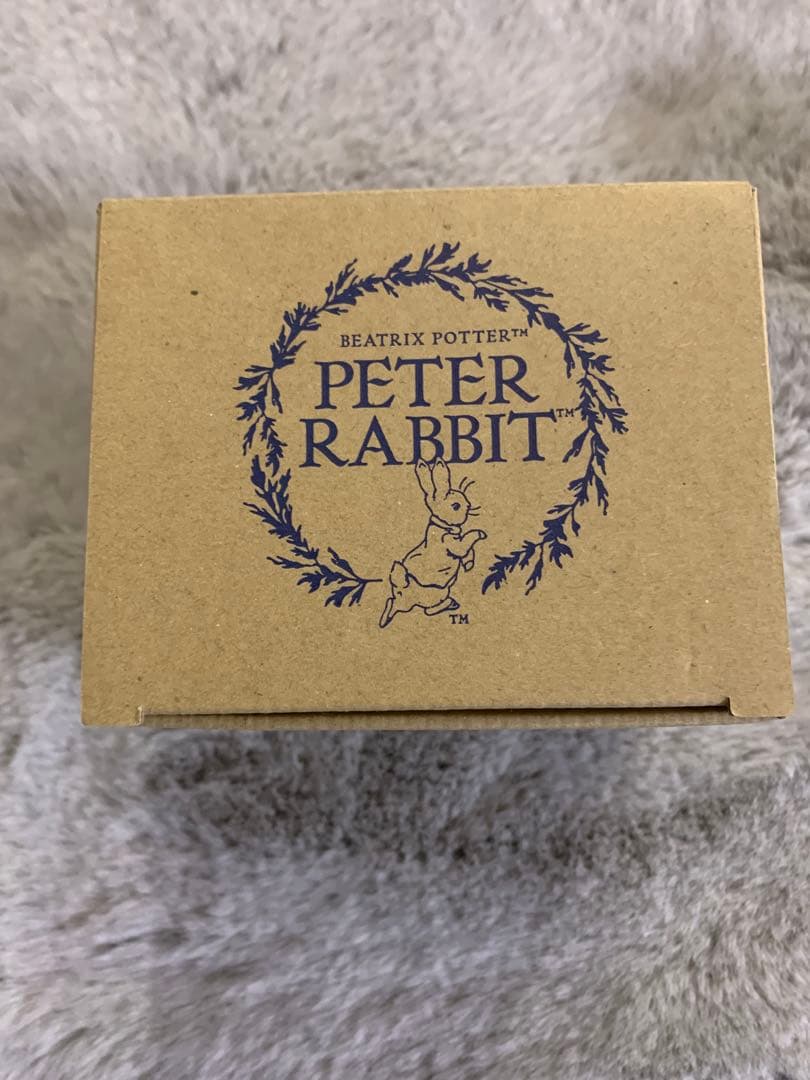 BEATRIX POTTER™
PETER
RABBIT™
TM